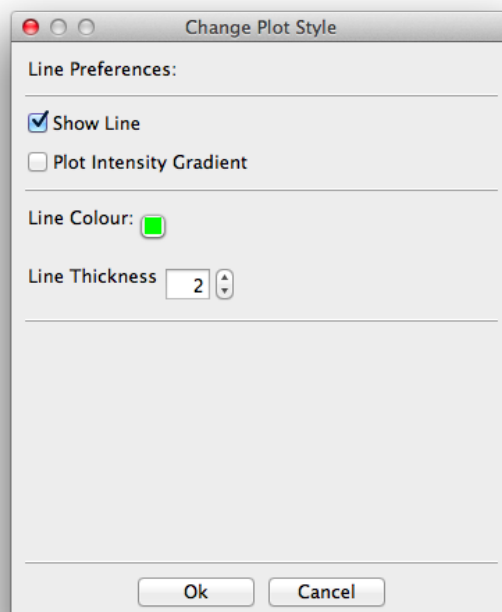 Change Plot Style
Line Preferences:
Show Line
Plot Intensity Gradient
Line Colour:
Line Thickness 2
Ok Cancel